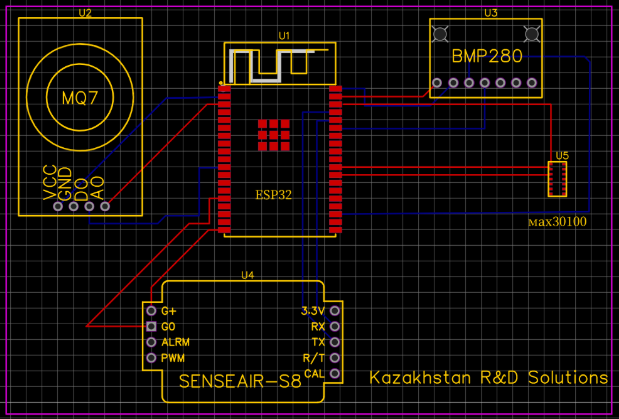 U2
U1
U3
BMP280
MQ7
U5
VCC
GND
DO
AO
ESP32
мах30100
U4
G+
G0
ALRM
PWM
3.3V
RX
TX
R/T
CAL
SENSEAIR-S8
Kazakhstan R&D Solutions